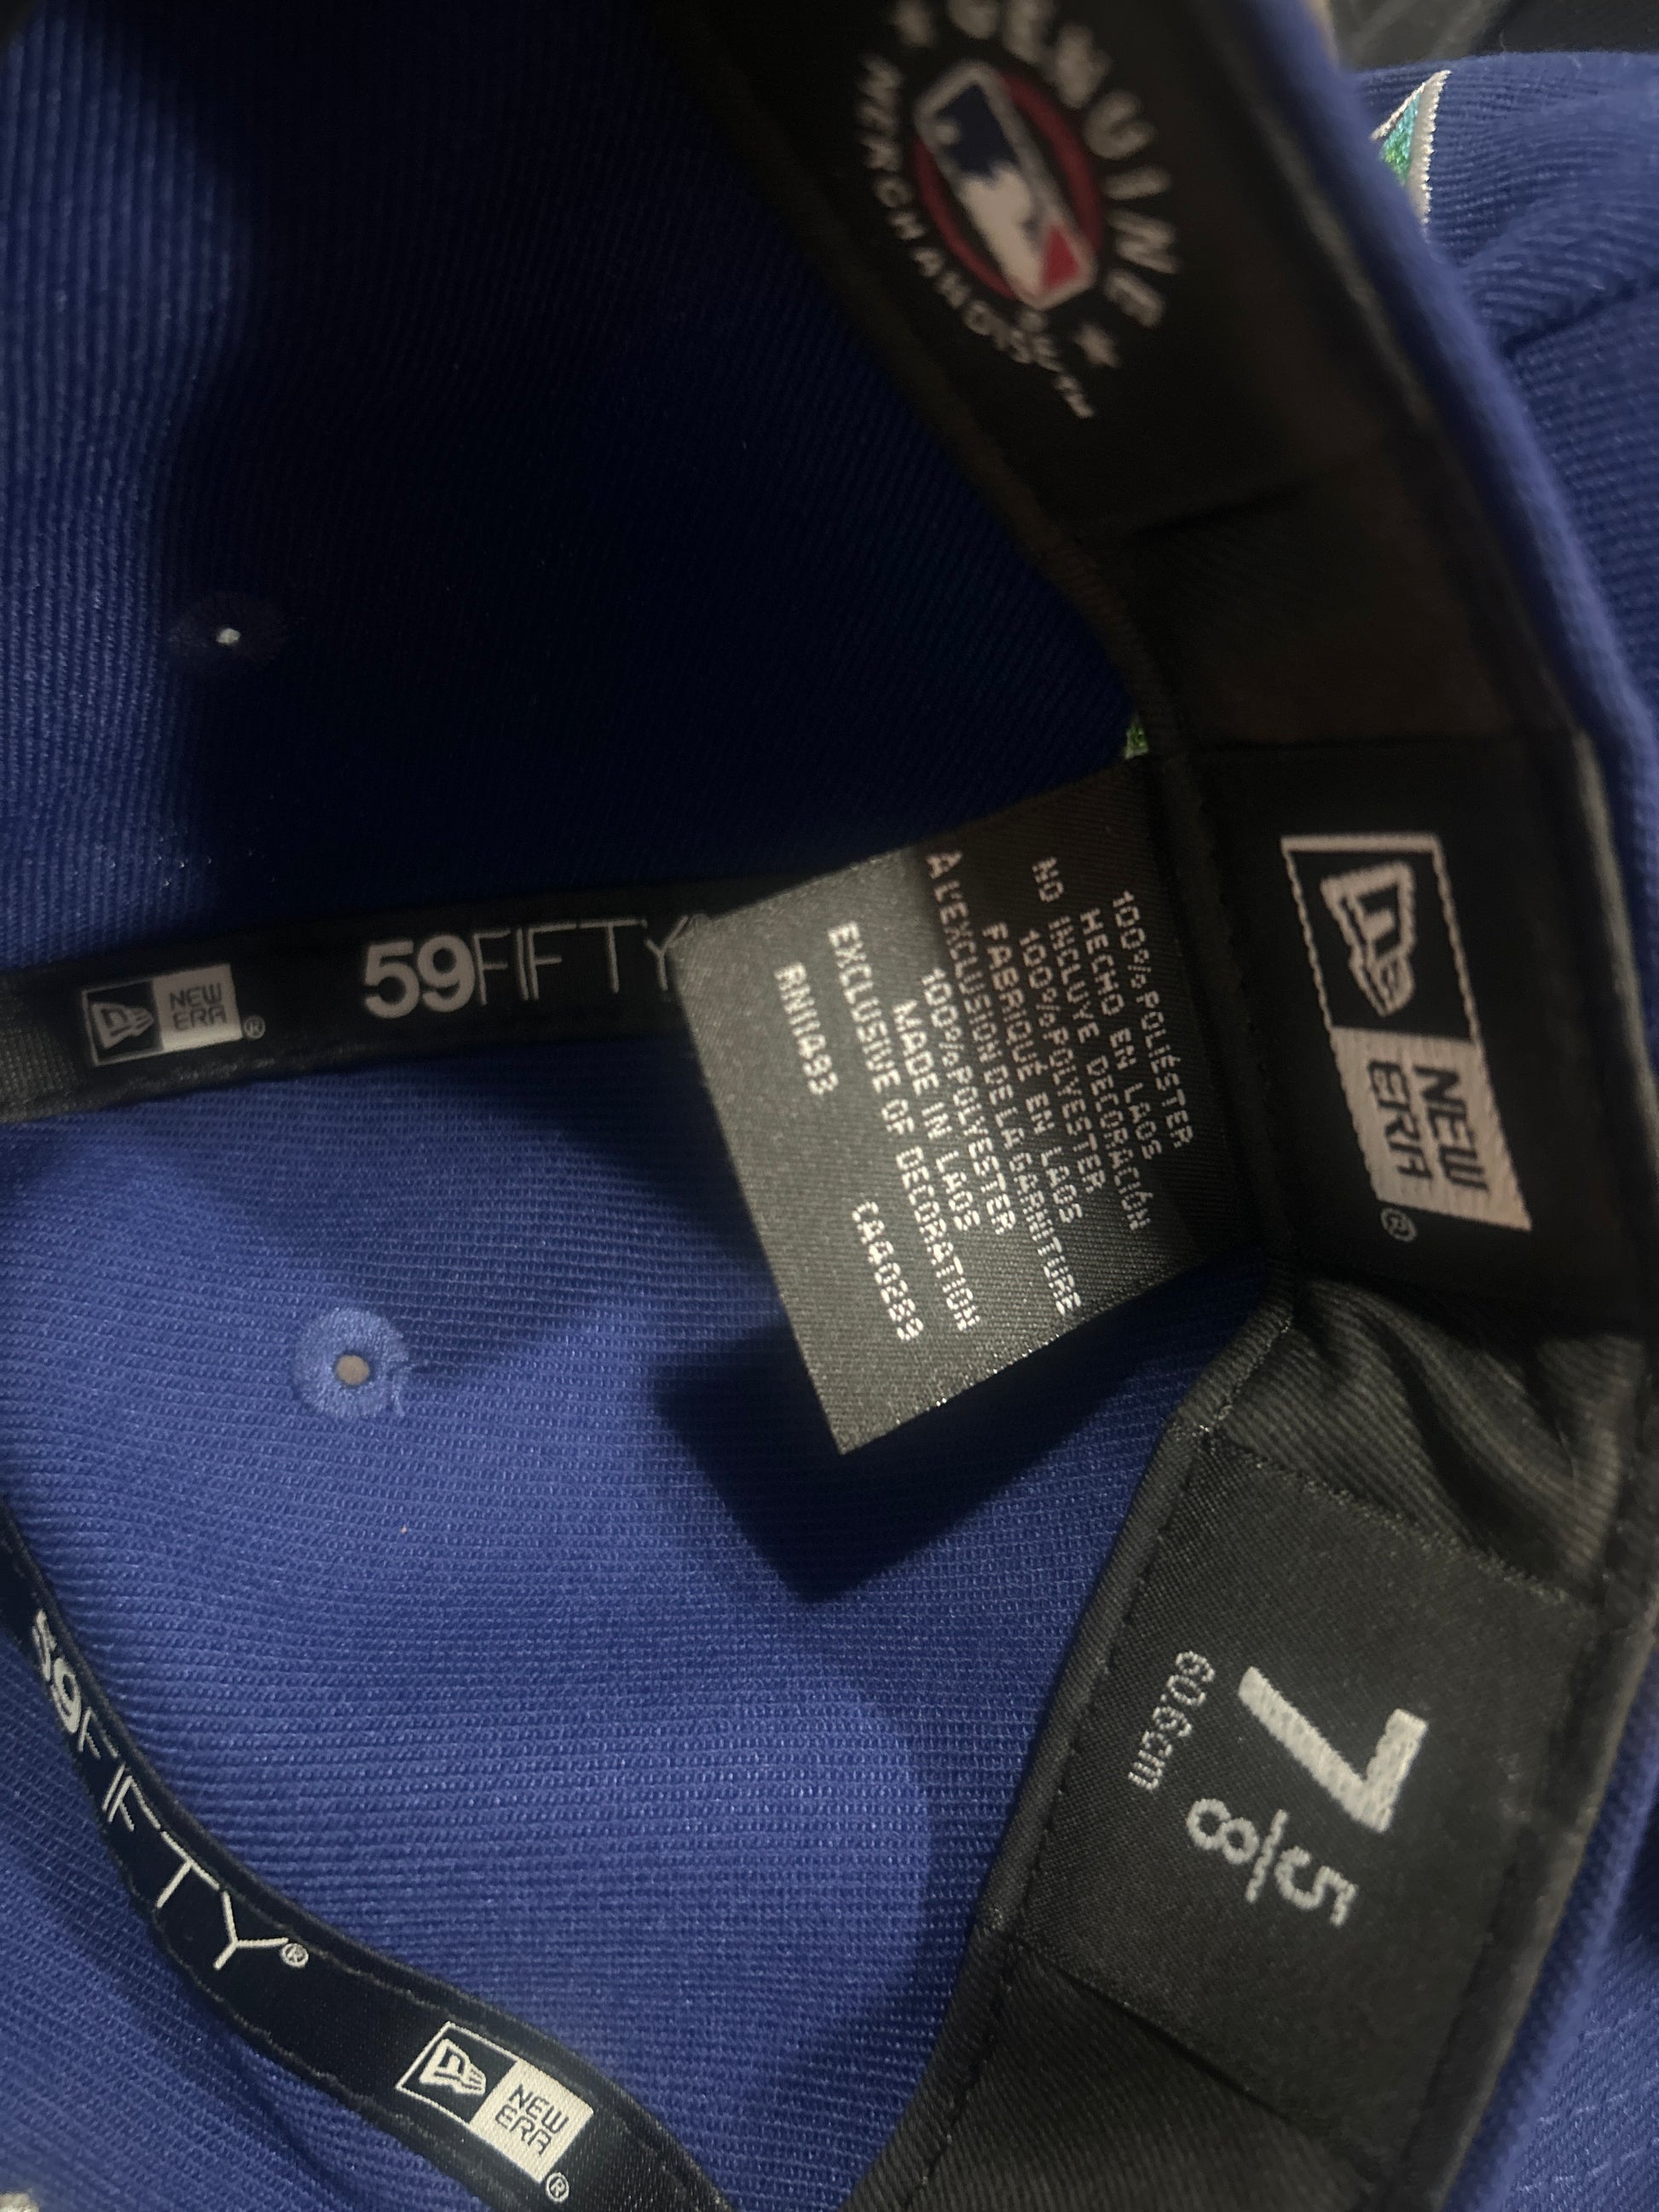 GENUINE
MERCHANDISE
NEW
ERA®
59FIFTY®
100% POLIÉSTER
HECHO EN LAOS
NO INCLUYE DECORACIÓN
100% POLYESTER
FABRIQUÉ EN LAOS
A L'EXCLUSION DE LA GARNITURE
100% POLYESTER
MADE IN LAOS
EXCLUSIVE OF DECORATION
RN11493 CA40289
NEW
ERA®
7 5/8
60.6cm
59FIFTY®
NEW
ERA®